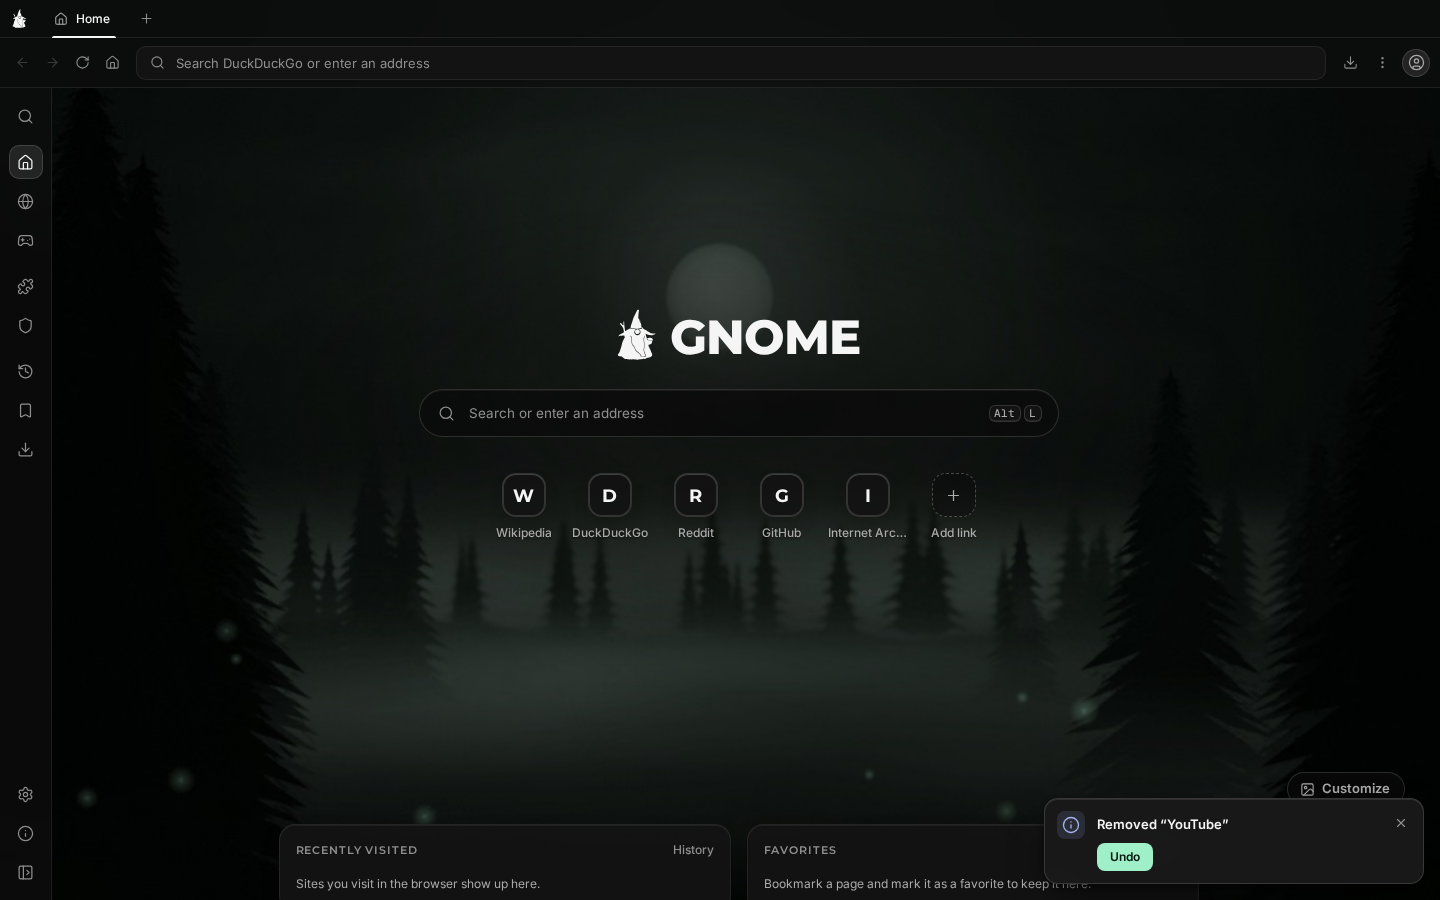 Home
Search DuckDuckGo or enter an address
GNOME
Search or enter an address Alt L
W D R G I
Wikipedia DuckDuckGo Reddit GitHub Internet Arc... Add link
Customize
Removed “YouTube”
Undo
RECENTLY VISITED History
Sites you visit in the browser show up here.
FAVORITES
Bookmark a page and mark it as a favorite to keep it here.